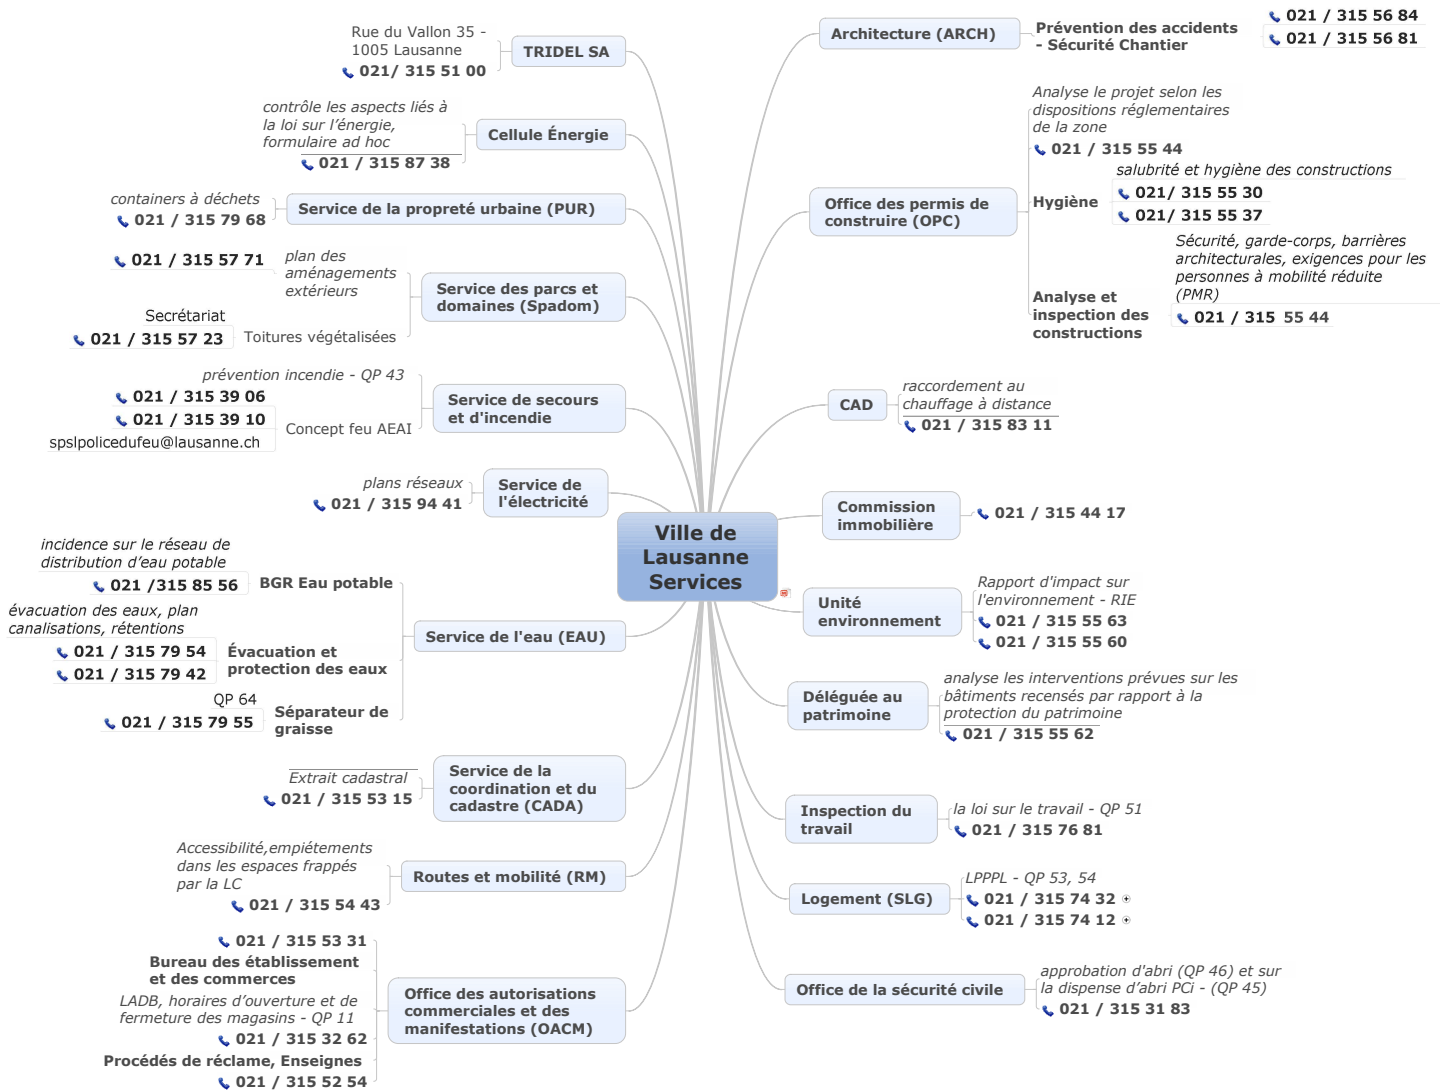 Ville de
Lausanne
Services
TRIDEL SA
Rue du Vallon 35 -
1005 Lausanne
021/ 315 51 00
Cellule Énergie
contrôle les aspects liés à
la loi sur l’énergie,
formulaire ad hoc
021 / 315 87 38
Service de la propreté urbaine (PUR)
containers à déchets
021 / 315 79 68
Service des parcs et
domaines (Spadom)
plan des
aménagements
extérieurs
021 / 315 57 71
Toitures végétalisées
Secrétariat
021 / 315 57 23
Service de secours
et d'incendie
prévention incendie - QP 43
Concept feu AEAI
021 / 315 39 06
021 / 315 39 10
spslpolicedufeu@lausanne.ch
Service de
l'électricité
plans réseaux
021 / 315 94 41
Service de l'eau (EAU)
BGR Eau potable
incidence sur le réseau de
distribution d’eau potable
021 /315 85 56
Évacuation et
protection des eaux
évacuation des eaux, plan
canalisations, rétentions
021 / 315 79 54
021 / 315 79 42
Séparateur de
graisse
QP 64
021 / 315 79 55
Service de la
coordination et du
cadastre (CADA)
Extrait cadastral
021 / 315 53 15
Routes et mobilité (RM)
Accessibilité,empiétements
dans les espaces frappés
par la LC
021 / 315 54 43
Office des autorisations
commerciales et des
manifestations (OACM)
021 / 315 53 31
Bureau des établissement
et des commerces
LADB, horaires d’ouverture et de
fermeture des magasins - QP 11
021 / 315 32 62
Procédés de réclame, Enseignes
021 / 315 52 54
Architecture (ARCH)
Prévention des accidents
- Sécurité Chantier
021 / 315 56 84
021 / 315 56 81
Office des permis de
construire (OPC)
Analyse le projet selon les
dispositions réglementaires
de la zone
021 / 315 55 44
Hygiène
salubrité et hygiène des constructions
021/ 315 55 30
021/ 315 55 37
Analyse et
inspection des
constructions
Sécurité, garde-corps, barrières
architecturales, exigences pour les
personnes à mobilité réduite
(PMR)
021 / 315 55 44
CAD
raccordement au
chauffage à distance
021 / 315 83 11
Commission
immobilière
021 / 315 44 17
Unité
environnement
Rapport d'impact sur
l'environnement - RIE
021 / 315 55 63
021 / 315 55 60
Déléguée au
patrimoine
analyse les interventions prévues sur les
bâtiments recensés par rapport à la
protection du patrimoine
021 / 315 55 62
Inspection du
travail
la loi sur le travail - QP 51
021 / 315 76 81
Logement (SLG)
LPPPL - QP 53, 54
021 / 315 74 32
021 / 315 74 12
Office de la sécurité civile
approbation d'abri (QP 46) et sur
la dispense d’abri PCi - (QP 45)
021 / 315 31 83